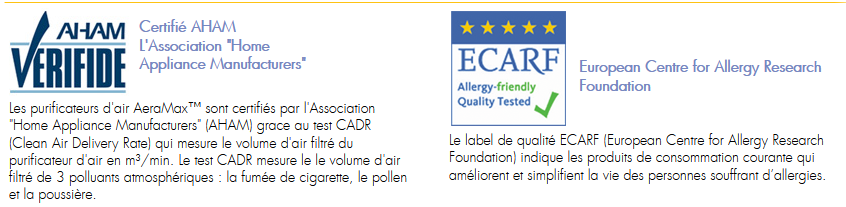 AHAM
VERIFIDE
Certifié AHAM
L'Association "Home
Appliance Manufacturers"
Les purificateurs d'air AeraMax™ sont certifiés par l'Association
"Home Appliance Manufacturers" (AHAM) grace au test CADR
(Clean Air Delivery Rate) qui mesure le volume d'air filtré du
purificateur d'air en m³/min. Le test CADR mesure le le volume d'air
filtré de 3 polluants atmosphériques : la fumée de cigarette, le pollen
et la poussière.
ECARF
Allergy-friendly
Quality Tested
European Centre for Allergy Research
Foundation
Le label de qualité ECARF (European Centre for Allergy Research
Foundation) indique les produits de consommation courante qui
améliorent et simplifient la vie des personnes souffrant d'allergies.